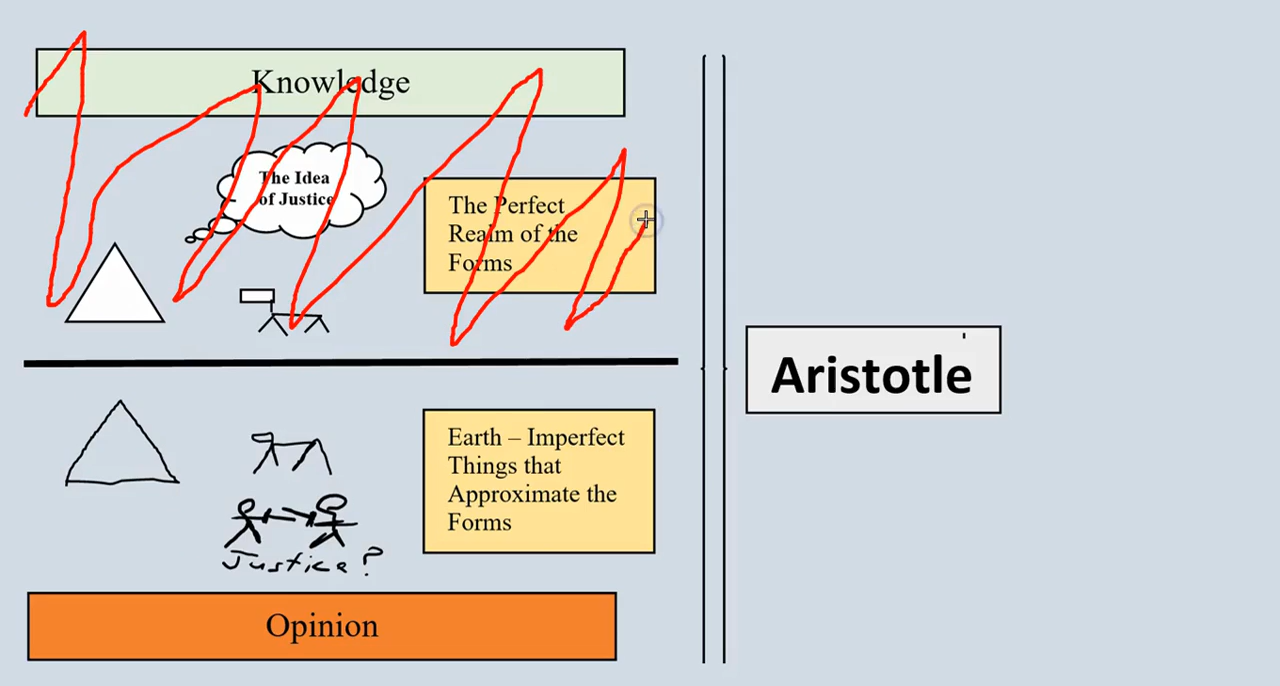 Knowledge
The Idea
of Justice
The Perfect
Realm of the
Forms
Aristotle
Earth – Imperfect
Things that
Approximate the
Forms
Justice?
Opinion